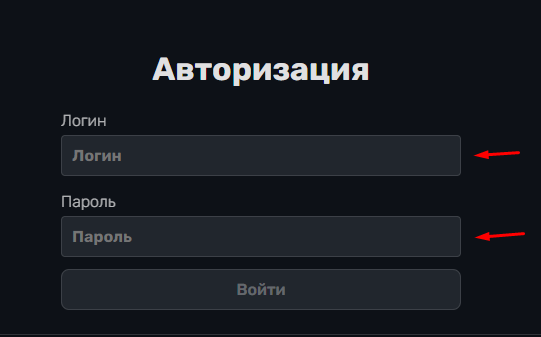 Авторизация
Логин
Логин
Пароль
Пароль
Войти